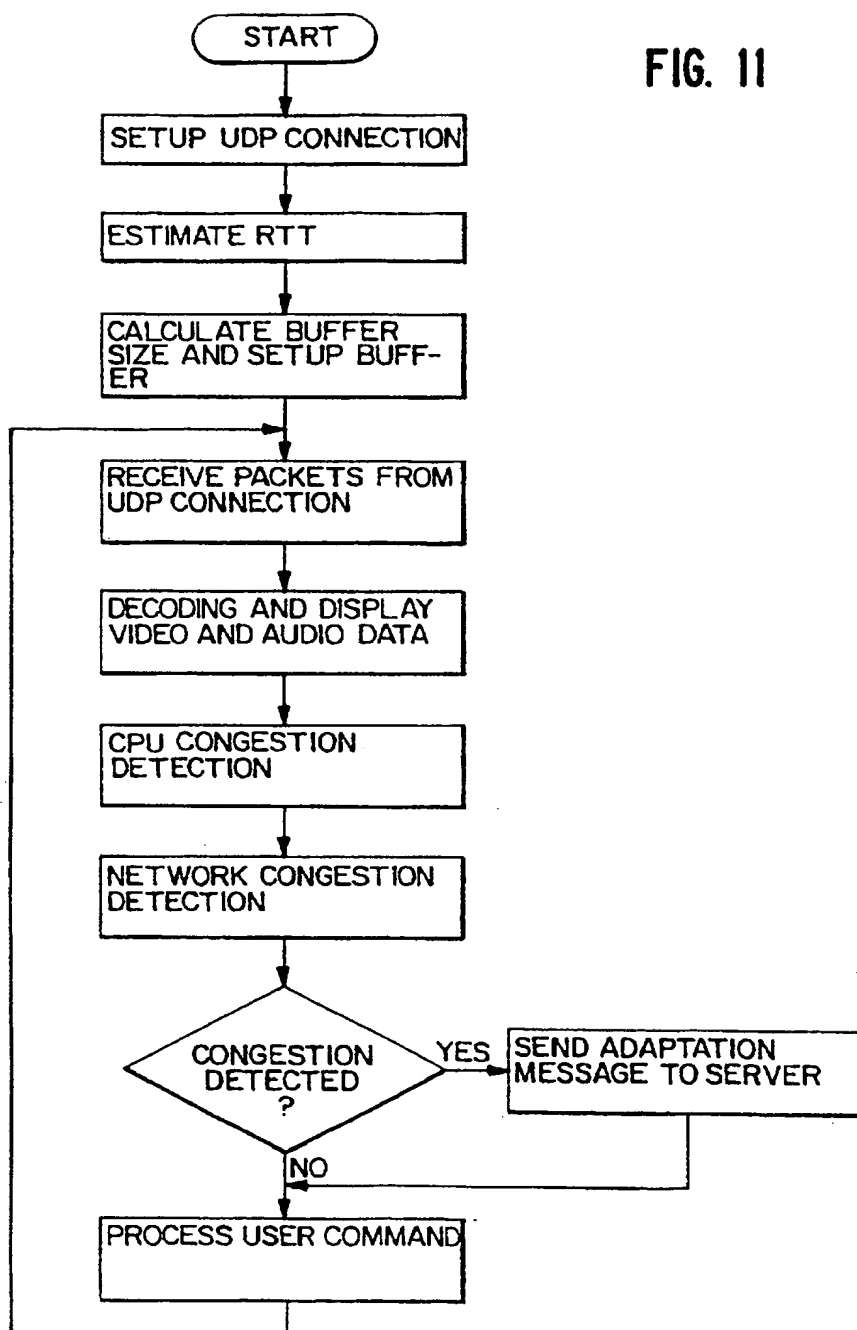 START
FIG. 11
SETUP UDP CONNECTION
ESTIMATE RTT
CALCULATE BUFFER
SIZE AND SETUP BUFF-
ER
RECEIVE PACKETS FROM
UDP CONNECTION
DECODING AND DISPLAY
VIDEO AND AUDIO DATA
CPU CONGESTION
DETECTION
NETWORK CONGESTION
DETECTION
CONGESTION
DETECTED
?
YES
SEND ADAPTATION
MESSAGE TO SERVER
NO
PROCESS USER COMMAND